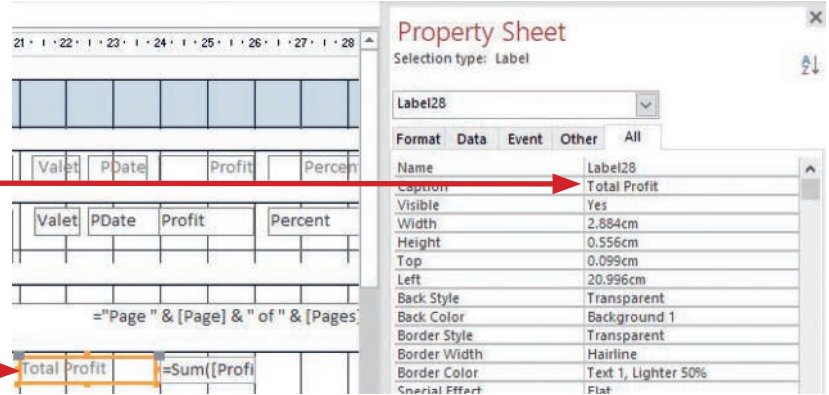 21 · 22 · 23 · 24 · 25 · 26 · 27 · 28
Valet PDate Profit Percen
Valet PDate Profit Percent
="Page " & [Page] & " of " & [Pages]
Total Profit =Sum([Profi
Property Sheet
Selection type: Label
Label28
Format Data Event Other All
Name Label28
Caption Total Profit
Visible Yes
Width 2.884cm
Height 0.556cm
Top 0.099cm
Left 20.996cm
Back Style Transparent
Back Color Background 1
Border Style Transparent
Border Width Hairline
Border Color Text 1, Lighter 50%
Special Effect Flat